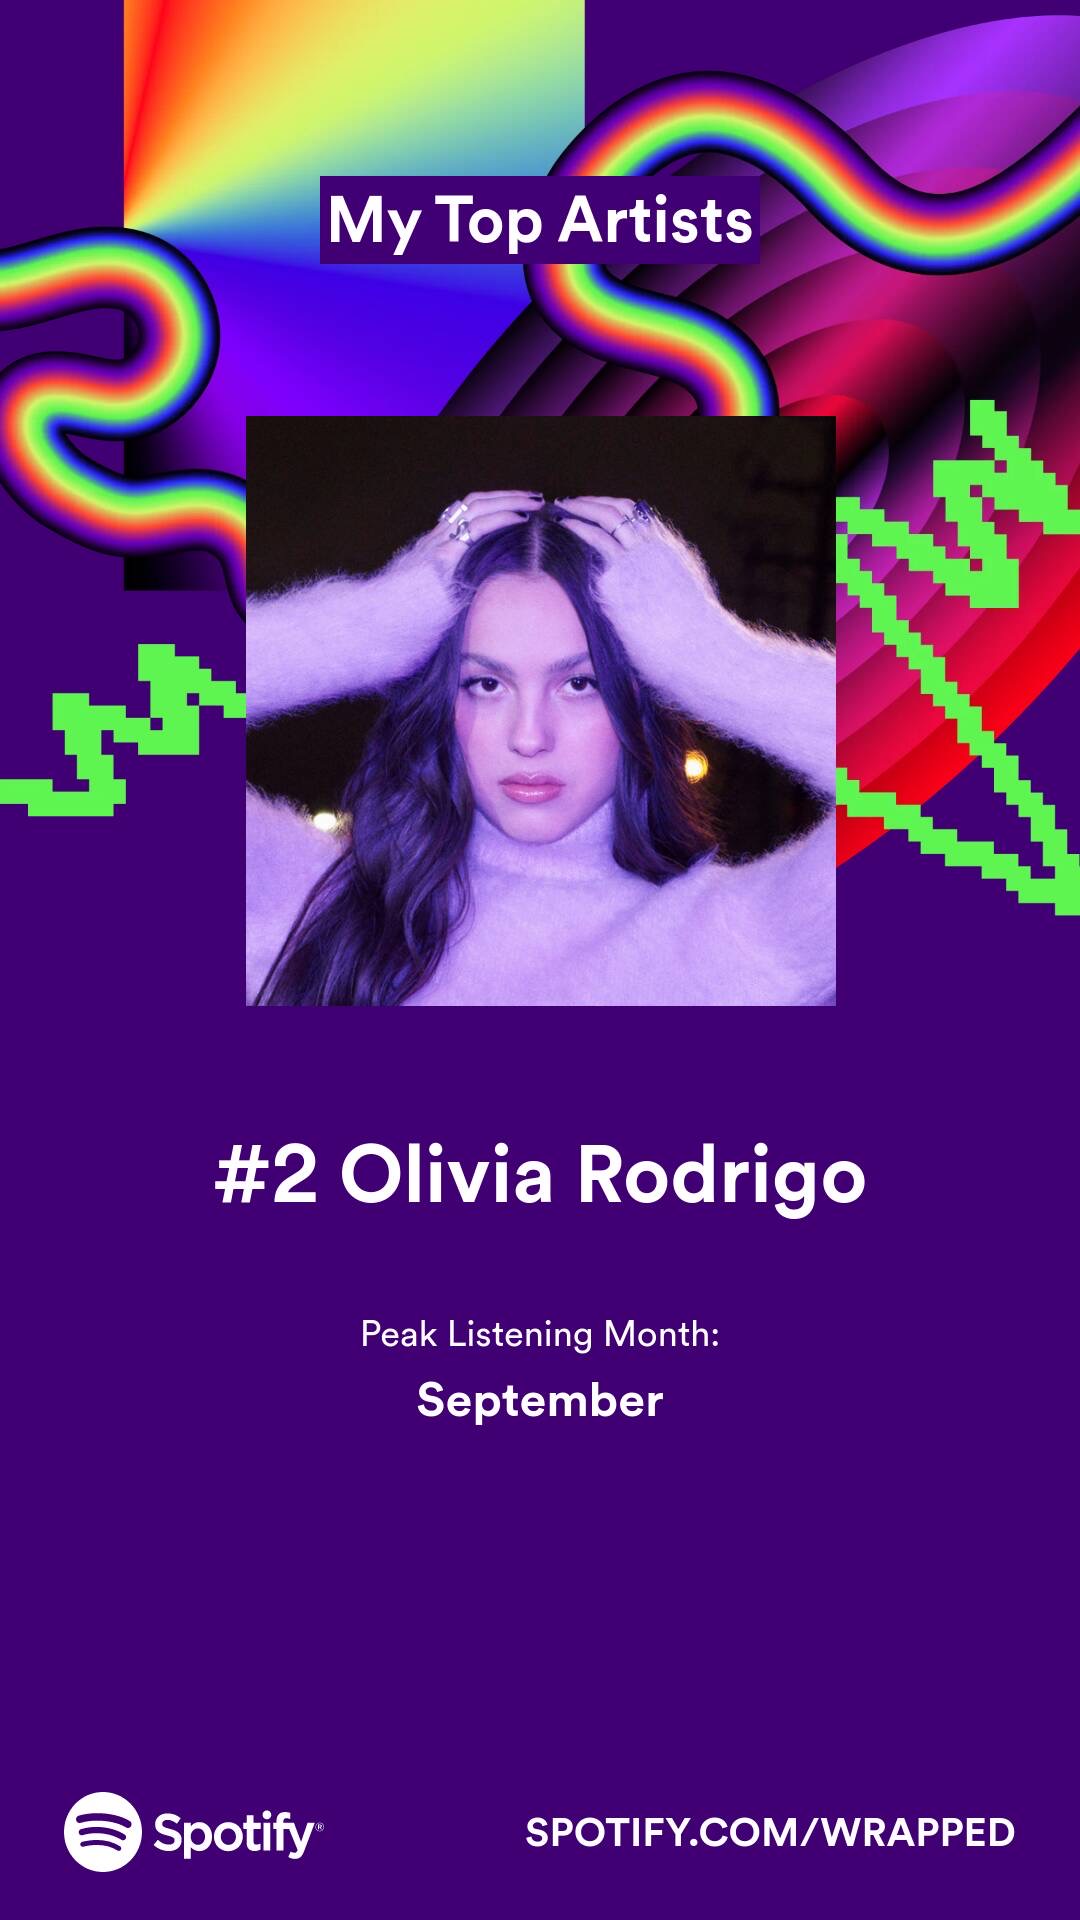 My Top Artists
#2 Olivia Rodrigo
Peak Listening Month:
September
Spotify®
SPOTIFY.COM/WRAPPED